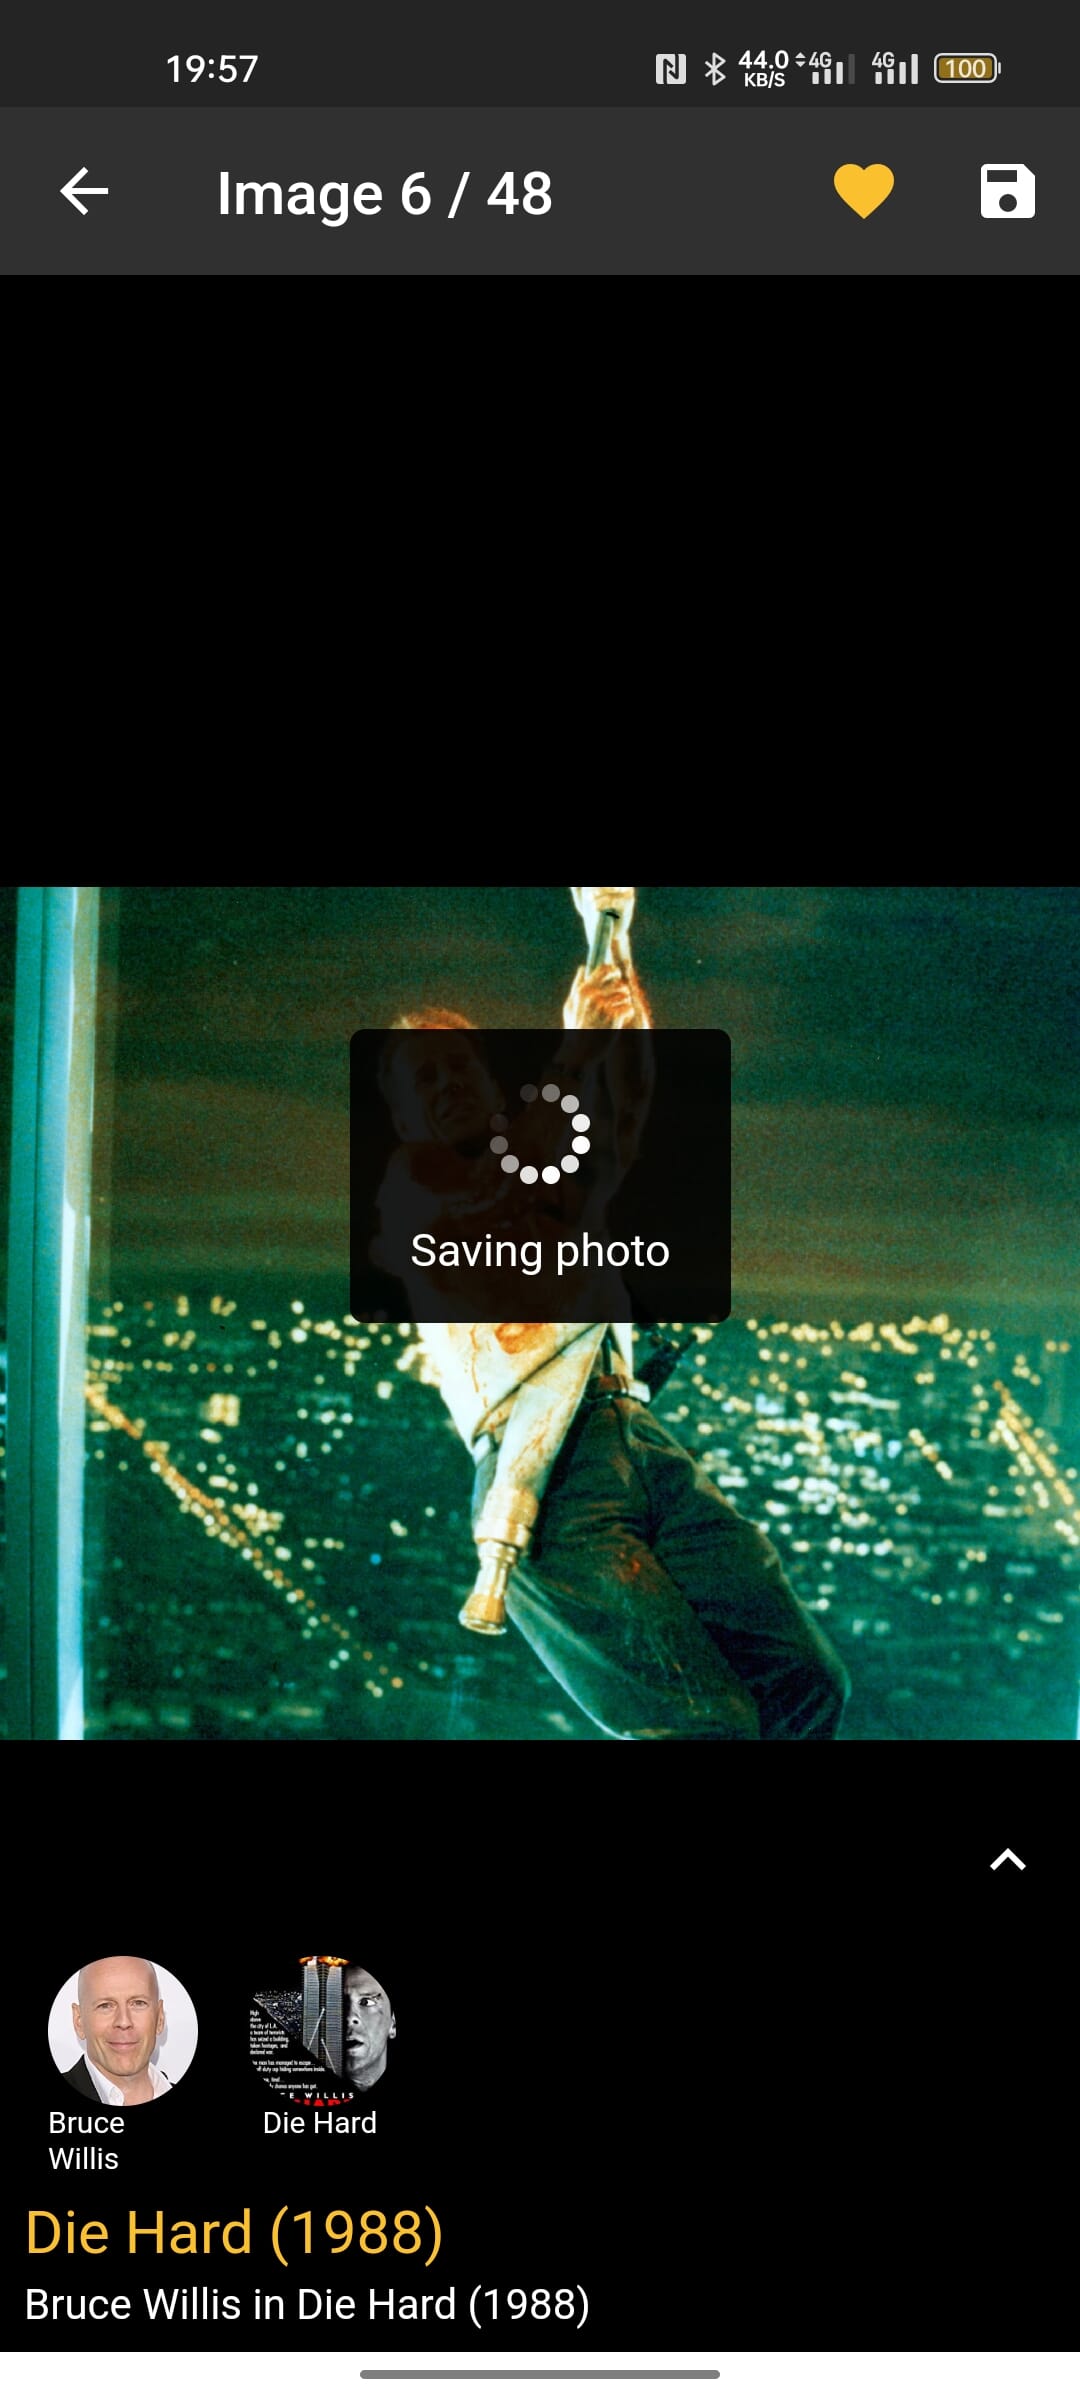 19:57
44.0
KB/S
4G
4G
100
Image 6 / 48
Saving photo
E WILLIS
Bruce
Willis
Die Hard
Die Hard (1988)
Bruce Willis in Die Hard (1988)